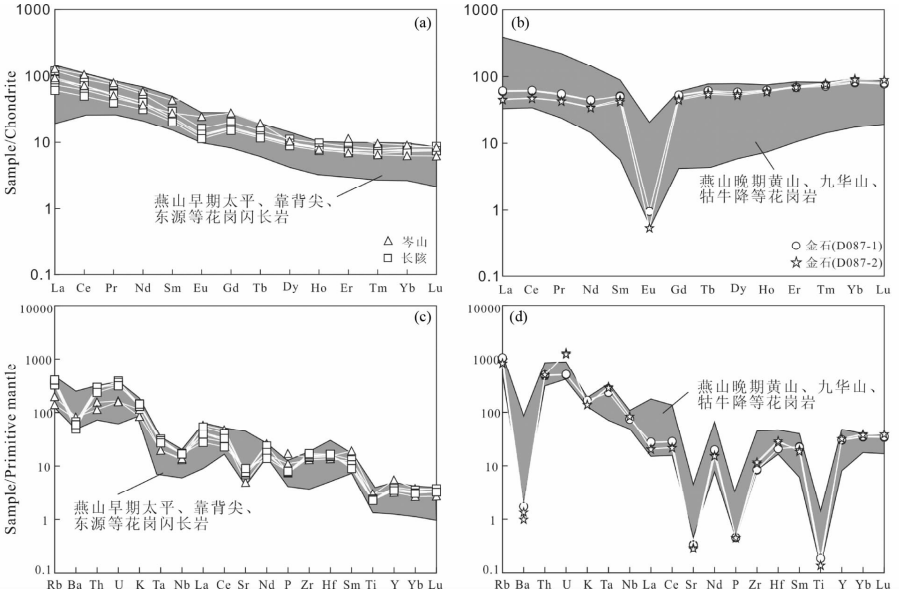 (a)
Sample/Chondrite
1000
100
10
1
0.1
燕山早期太平、靠背尖、
东源等花岗闪长岩
岑山
长陔
La Ce Pr Nd Sm Eu Gd Tb Dy Ho Er Tm Yb Lu
(b)
1000
100
10
1
0.1
燕山晚期黄山、九华山、
牯牛降等花岗岩
金石(D087-1)
金石(D087-2)
La Ce Pr Nd Sm Eu Gd Tb Dy Ho Er Tm Yb Lu
(c)
Sample/Primitive mantle
10000
1000
100
10
1
0.1
燕山早期太平、靠背尖、
东源等花岗闪长岩
Rb Ba Th U K Ta Nb La Ce Sr Nd P Zr Hf Sm Ti Y Yb Lu
(d)
10000
1000
100
10
1
0.1
燕山晚期黄山、九华山、
牯牛降等花岗岩
Rb Ba Th U K Ta Nb La Ce Sr Nd P Zr Hf Sm Ti Y Yb Lu